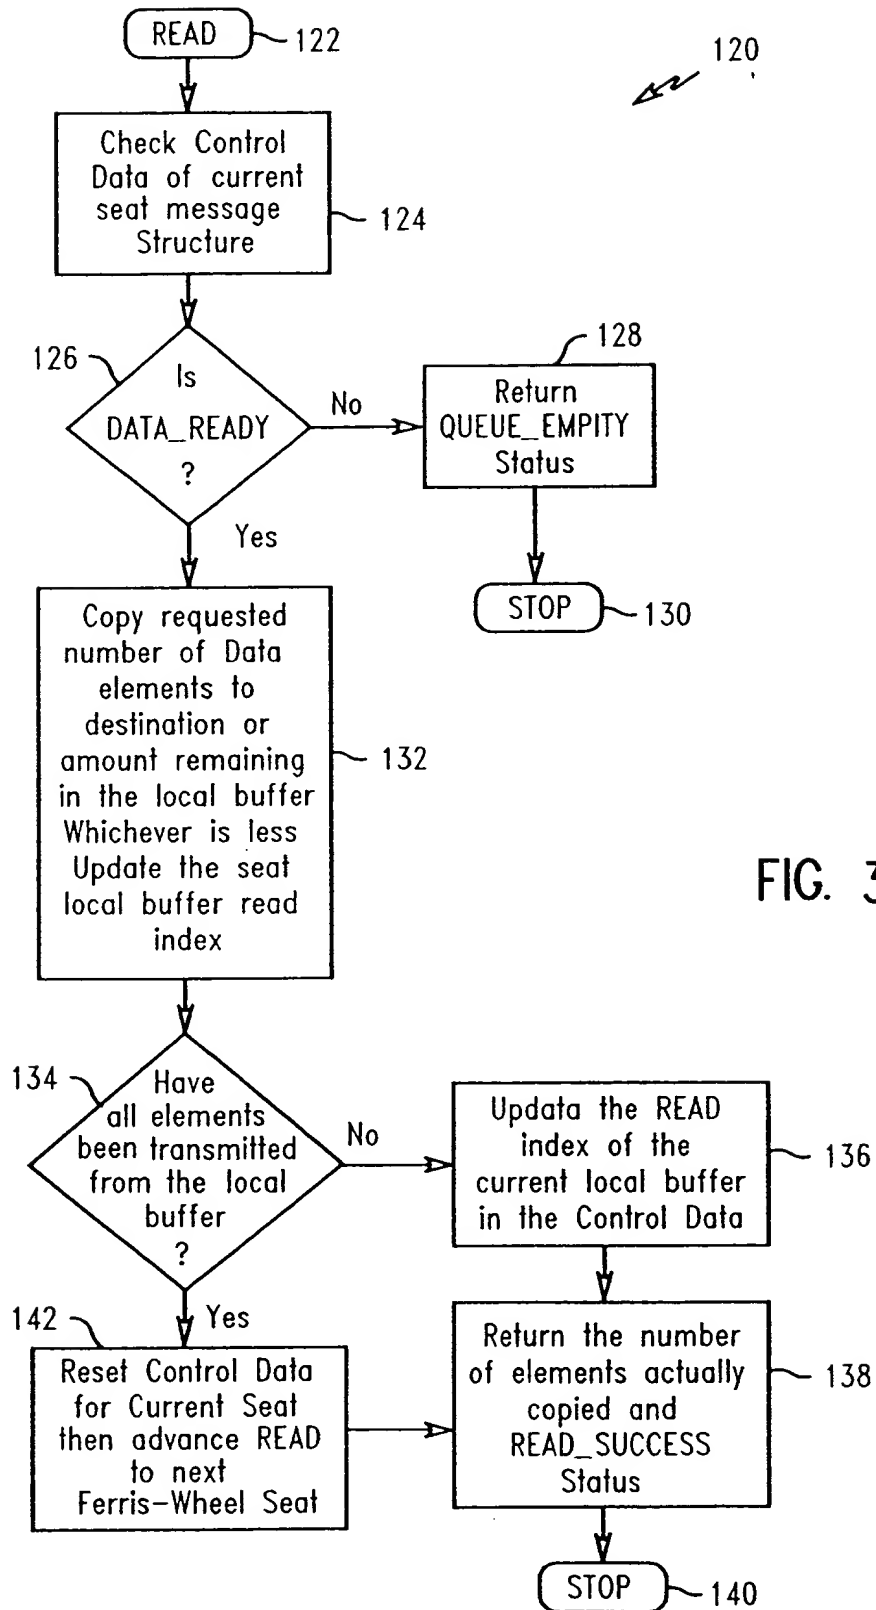 READ
122
120
Check Control
Data of current
seat message
Structure
124
126
Is
DATA_READY
?
No
128
Return
QUEUE_EMPITY
Status
Yes
STOP
130
Copy requested
number of Data
elements to
destination or
amount remaining
in the local buffer
Whichever is less
Update the seat
local buffer read
index
132
FIG. 3
134
Have
all elements
been transmitted
from the local
buffer
?
No
Updata the READ
index of the
current local buffer
in the Control Data
136
Yes
142
Reset Control Data
for Current Seat
then advance READ
to next
Ferris-Wheel Seat
Return the number
of elements actually
copied and
READ_SUCCESS
Status
138
STOP
140